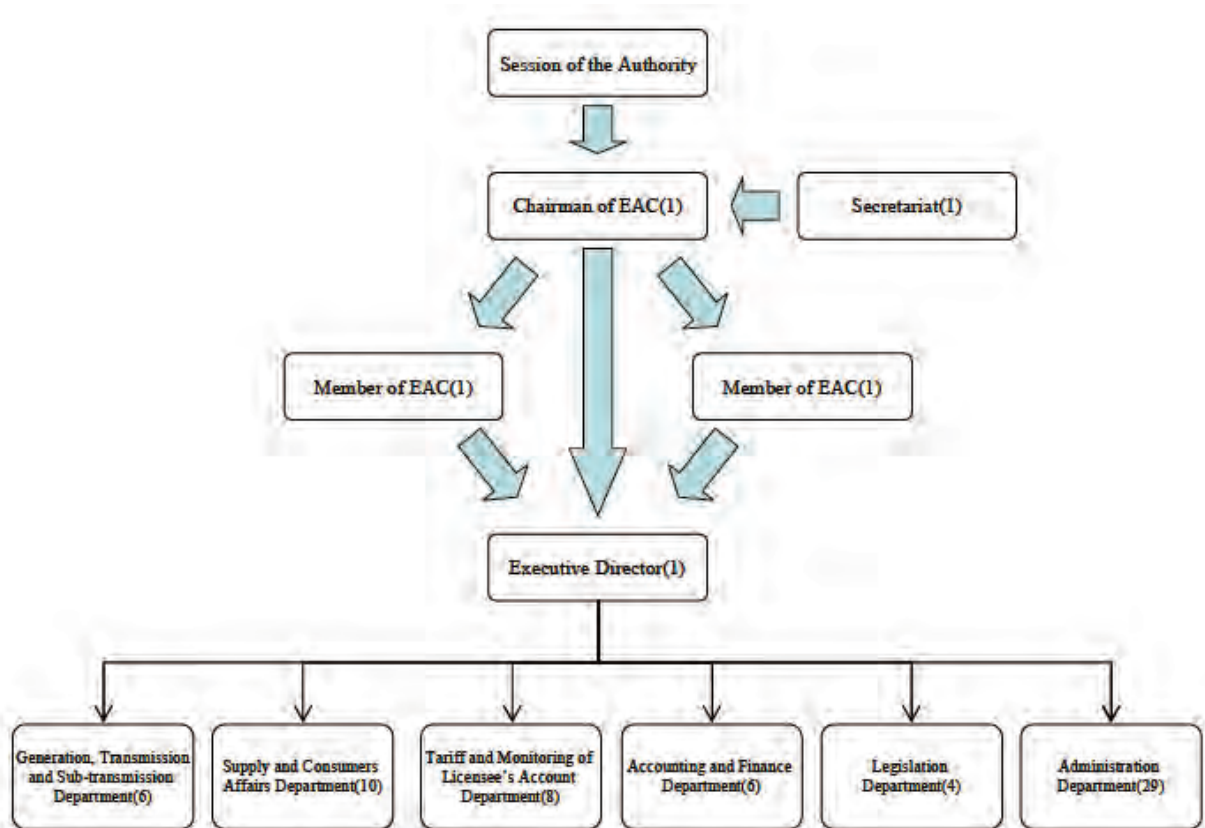 Session of the Authority
Chairman of EAC(1)
Secretariat(1)
Member of EAC(1)
Member of EAC(1)
Executive Director(1)
Generation, Transmission
and Sub-transmission
Department(6)
Supply and Consumers
Affairs Department(10)
Tariff and Monitoring of
Licensee's Account
Department(8)
Accounting and Finance
Department(6)
Legislation
Department(4)
Administration
Department(29)